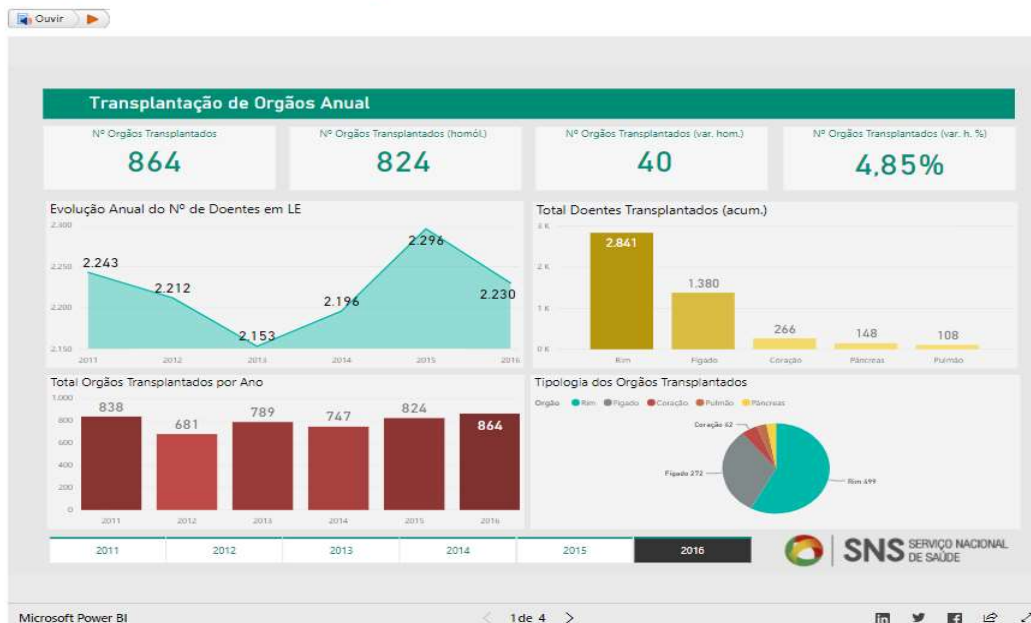 Ouvir
Transplantação de Orgãos Anual
Nº Orgãos Transplantados
864
Nº Orgãos Transplantados (homól.)
824
Nº Orgãos Transplantados (var. hom.)
40
Nº Orgãos Transplantados (var. h. %)
4,85%
Evolução Anual do Nº de Doentes em LE
2.300
2.250
2.200
2.150
2.243
2.212
2.153
2.196
2.296
2.230
2011 2012 2013 2014 2015 2016
Total Doentes Transplantados (acum.)
3 K
2 K
1 K
0 K
2.841
1.380
266
148
108
Rim Fígado Coração Pâncreas Pulmão
Total Orgãos Transplantados por Ano
1.000
800
600
400
200
0
838
681
789
747
824
864
2011 2012 2013 2014 2015 2016
Tipologia dos Orgãos Transplantados
Orgão Rim Fígado Coração Pulmão Pâncreas
Coração 62
Fígado 272
Rim 499
2011 2012 2013 2014 2015 2016
SNS SERVIÇO NACIONAL
DE SAÚDE
Microsoft Power BI
1 de 4